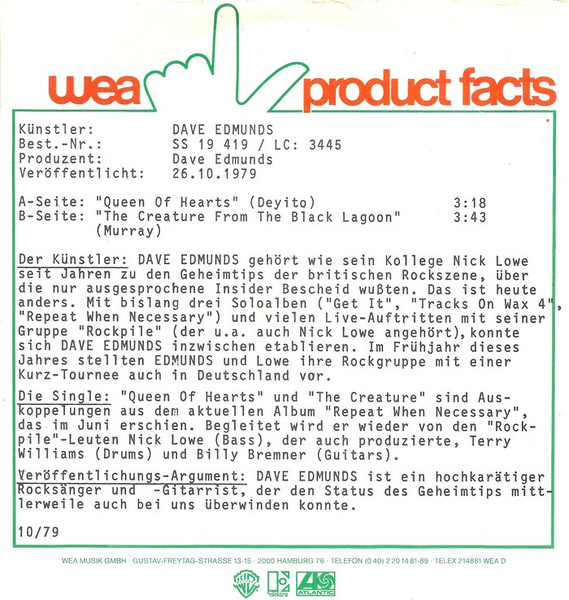 wea product facts
Künstler: DAVE EDMUNDS
Best.-Nr.: SS 19 419 / LC: 3445
Produzent: Dave Edmunds
Veröffentlicht: 26.10.1979
A-Seite: "Queen Of Hearts" (Deyito) 3:18
B-Seite: "The Creature From The Black Lagoon" 3:43
(Murray)
Der Künstler: DAVE EDMUNDS gehört wie sein Kollege Nick Lowe
seit Jahren zu den Geheimtips der britischen Rockszene, über
die nur ausgesprochene Insider Bescheid wußten. Das ist heute
anders. Mit bislang drei Soloalben ("Get It", "Tracks On Wax 4",
"Repeat When Necessary") und vielen Live-Auftritten mit seiner
Gruppe "Rockpile" (der u.a. auch Nick Lowe angehört), konnte
sich DAVE EDMUNDS inzwischen etablieren. Im Frühjahr dieses
Jahres stellten EDMUNDS und Lowe ihre Rockgruppe mit einer
Kurz-Tournee auch in Deutschland vor.
Die Single: "Queen Of Hearts" und "The Creature" sind Aus-
koppelungen aus dem aktuellen Album "Repeat When Necessary",
das im Juni erschien. Begleitet wird er wieder von den "Rock-
pile"-Leuten Nick Lowe (Bass), der auch produzierte, Terry
Williams (Drums) und Billy Bremner (Guitars).
Veröffentlichungs-Argument: DAVE EDMUNDS ist ein hochkarätiger
Rocksänger und -Gitarrist, der den Status des Geheimtips mitt-
lerweile auch bei uns überwinden konnte.
10/79
WEA MUSIK GMBH · GUSTAV-FREYTAG-STRASSE 13-15 · 2000 HAMBURG 76 · TELEFON (0 40) 2 20 14 81-89 · TELEX 214881 WEA D
ATLANTIC